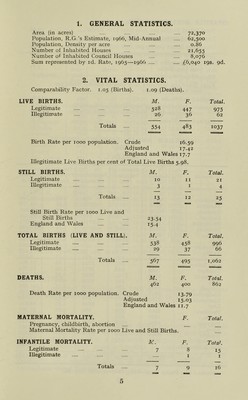 1. GENERAL STATISTICS.
Area (in acres) ... ... ... 72,370
Population, R.G.'s Estimate, 1966, Mid-Annual ... 62,500
Population, Density per acre ... ... 0.86
Number of Inhabited Houses ... ... 21,653
Number of Inhabited Council Houses ... ... 8,076
Sum represented by 1d. Rate, 1965—1966 ... ... £6,040 19s. 9d.
2. VITAL STATISTICS.
Comparability Factor. 1.05 (Births). 1.09 (Deaths).
LIVE BIRTHS. M. F. Total.
Legitimate ... ... 528 447 975
Illegitimate ... ... 26 36 62
Totals ... 554 483 1037
Birth Rate per 1000 population. Crude 16.59
Adjusted 17.42
England and Wales 17.7
Illegitimate Live Births per cent of Total Live Births 5.98.
STILL BIRTHS. M. F. Total.
Legitimate ... ... 10 11 21
Illegitimate ... ... 3 1 4
Totals ... 13 12 25
Still Birth Rate per 1000 Live and
Still Births ... 23.54
England and Wales ... 15.4
TOTAL BIRTHS (LIVE AND STILL). M. F. Total.
Legitimate ... ... 538 458 996
Illegitimate ... ... 29 37 66
Totals ... 567 495 1,062
DEATHS. M. F. Total.
462 400 862
Death Rate per 1000 population. Crude 13.79
Adjusted 15.03
England and Wales 11.7
MATERNAL MORTALITY. F. Total.
Pregnancy, childbirth, abortion ... — —
Maternal Mortality Rate per 1000 Live and Still Births. —
INFANTILE MORTALITY. M. F. Total.
Legitimate ... ... 7 8 15
Illegitimate ... ... — 1 1
Totals ... 7 9 16
5